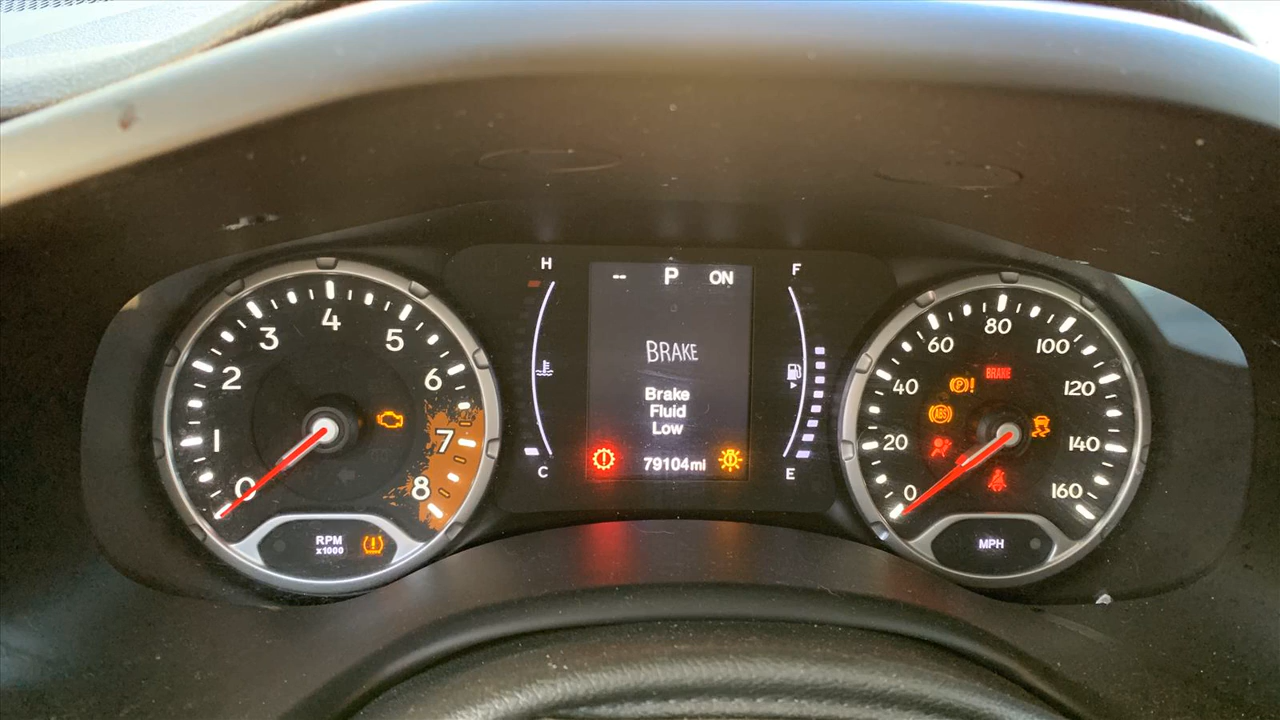 0
1
2
3
4
5
6
7
8
RPM
x1000
H
C
-- P ON
BRAKE
Brake
Fluid
Low
79104mi
F
E
0
20
40
60
80
100
120
140
160
BRAKE
(P)!
ABS
MPH